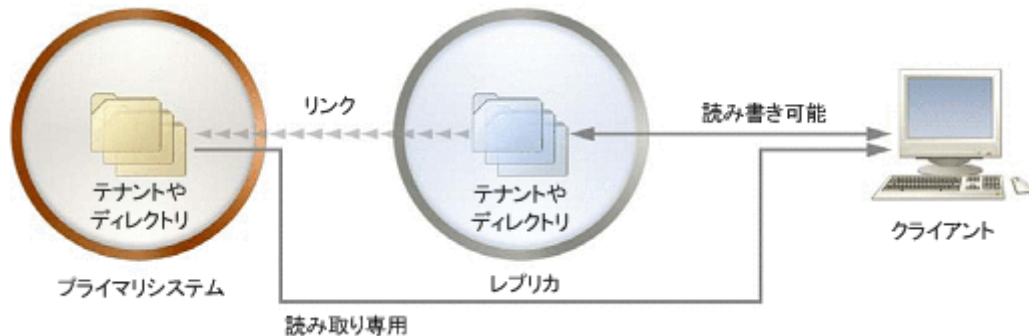 リンク
読み書き可能
テナントや
ディレクトリ
テナントや
ディレクトリ
クライアント
プライマリシステム
レプリカ
読み取り専用